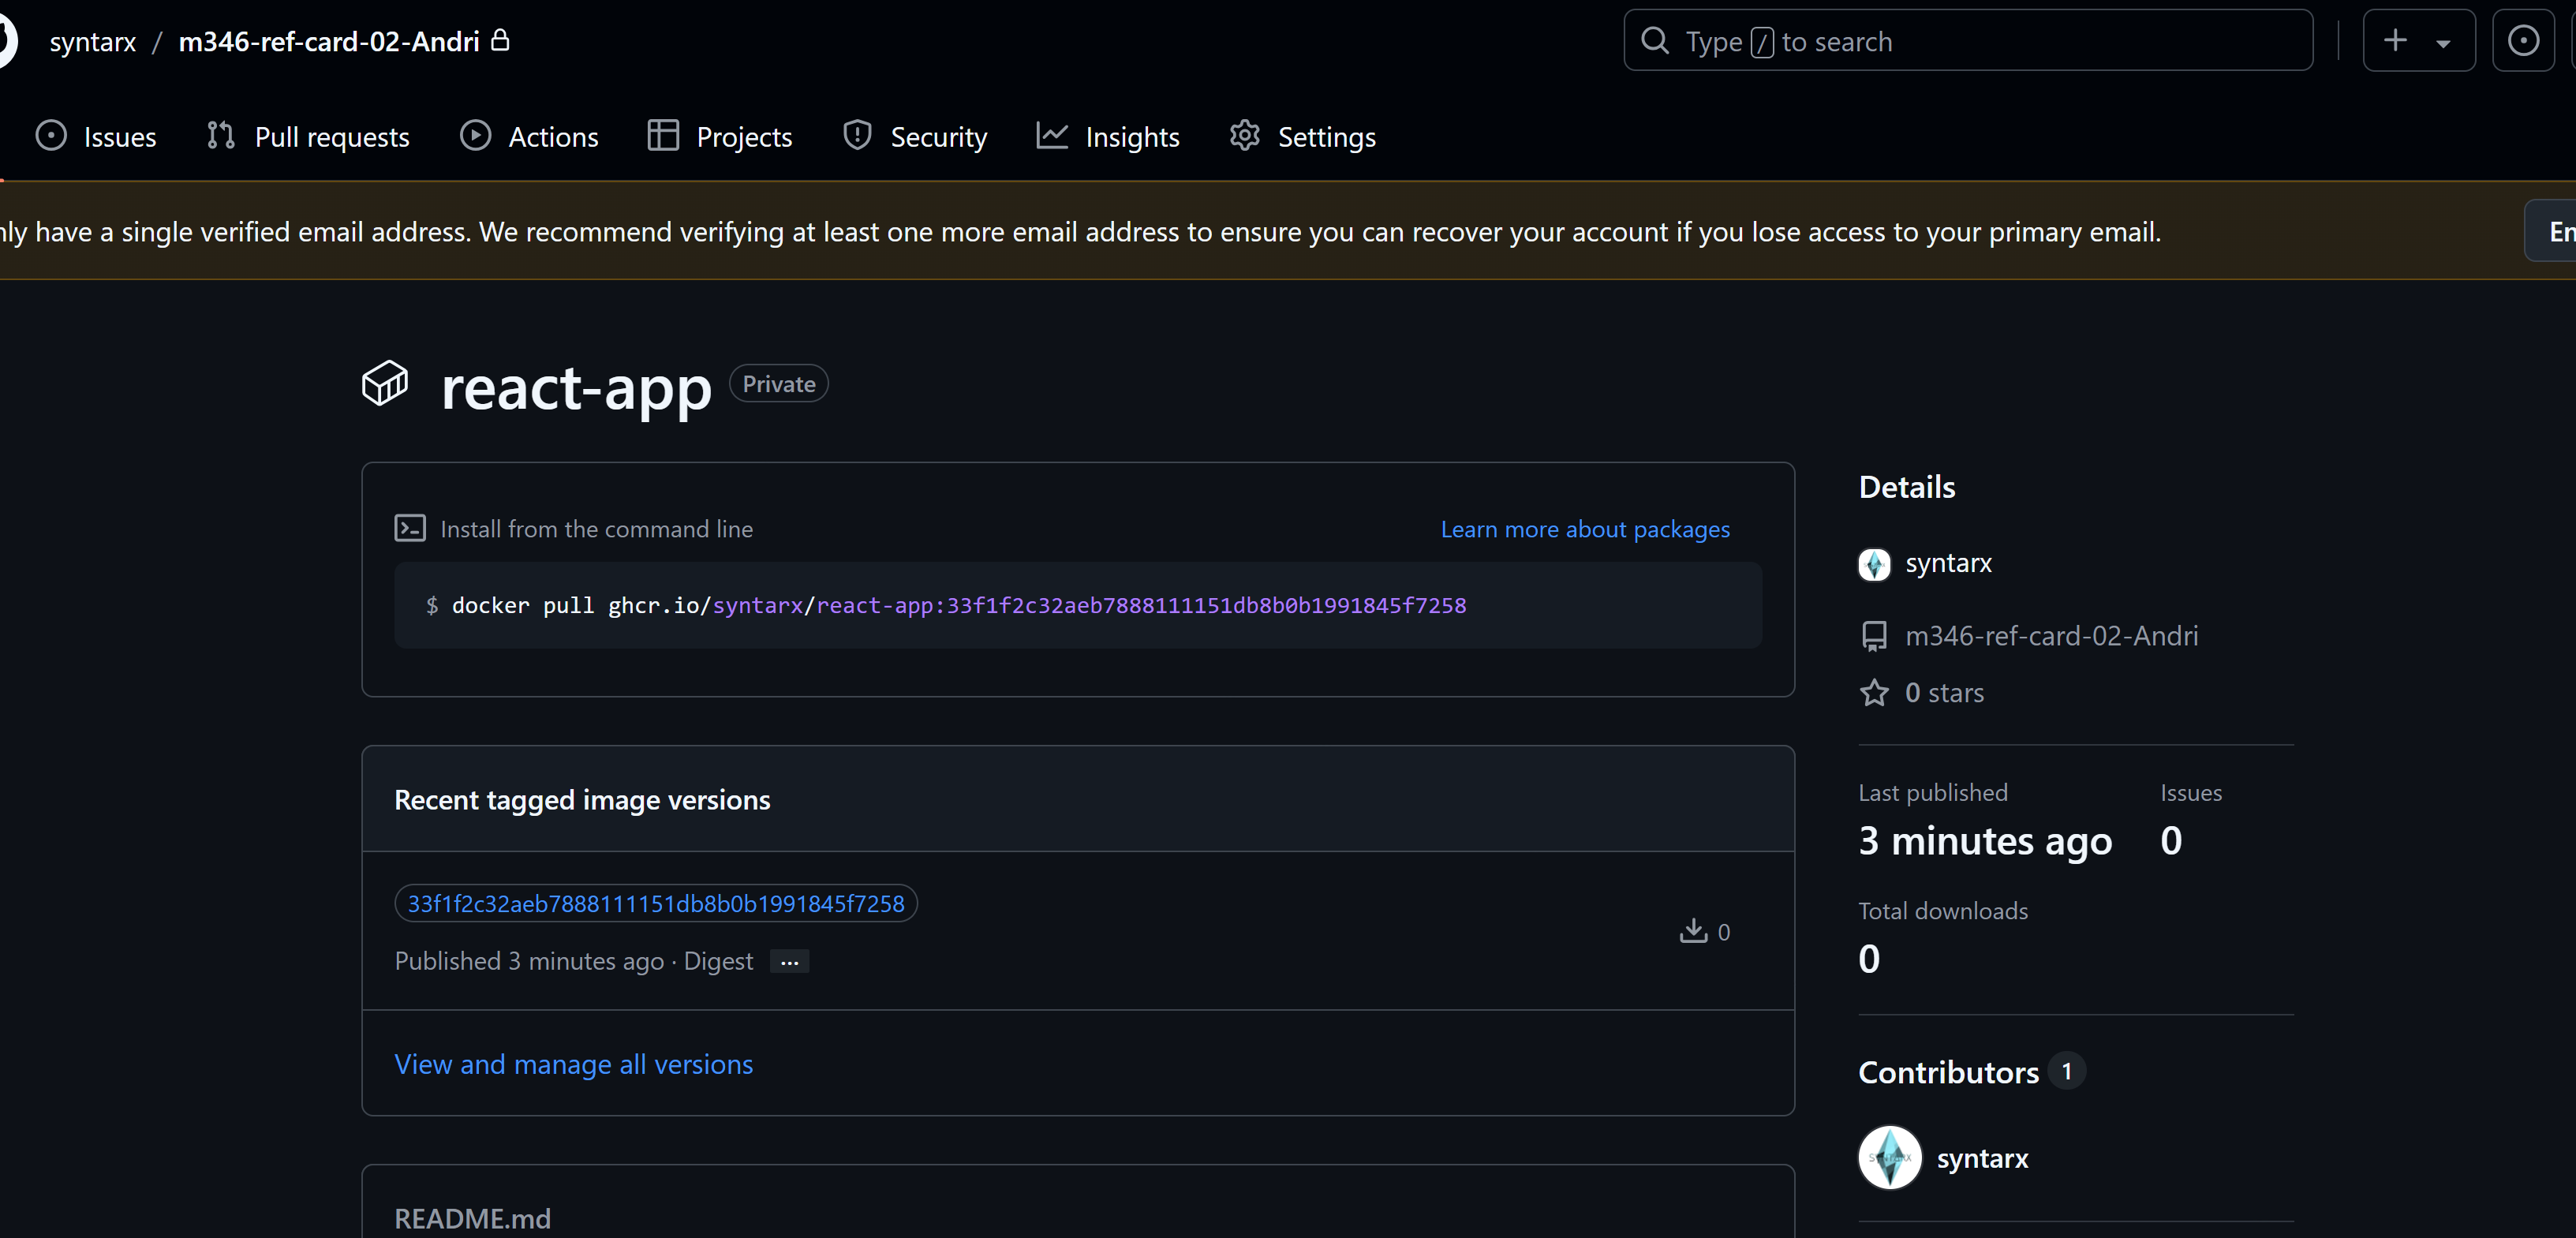 syntarx / m346-ref-card-02-Andri
Type / to search
Issues
Pull requests
Actions
Projects
Security
Insights
Settings
have a single verified email address. We recommend verifying at least one more email address to ensure you can recover your account if you lose access to your primary email.
react-app
Private
Install from the command line
Learn more about packages
$ docker pull ghcr.io/syntarx/react-app:33f1f2c32aeb7888111151db8b0b1991845f7258
Recent tagged image versions
33f1f2c32aeb7888111151db8b0b1991845f7258
0
Published 3 minutes ago · Digest ...
View and manage all versions
README.md
Details
syntarx
m346-ref-card-02-Andri
0 stars
Last published
Issues
3 minutes ago
0
Total downloads
0
Contributors 1
syntarx